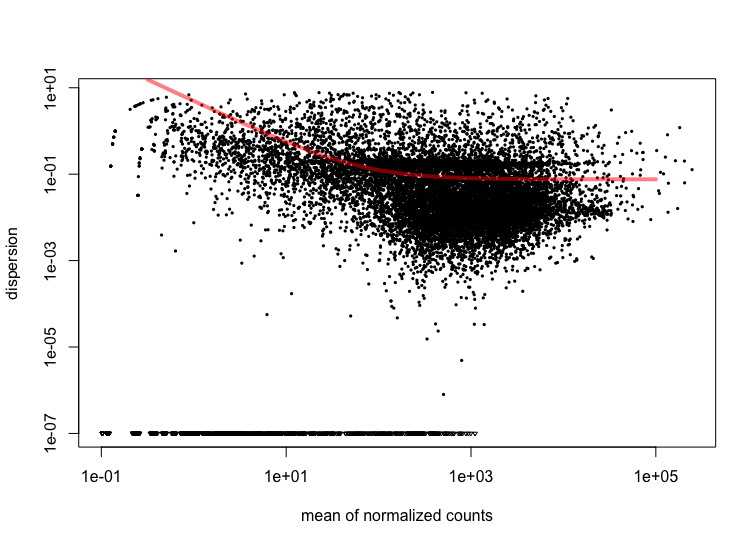 1e+01
1e-01
1e-03
1e-05
1e-07
dispersion
1e-01
1e+01
1e+03
1e+05
mean of normalized counts